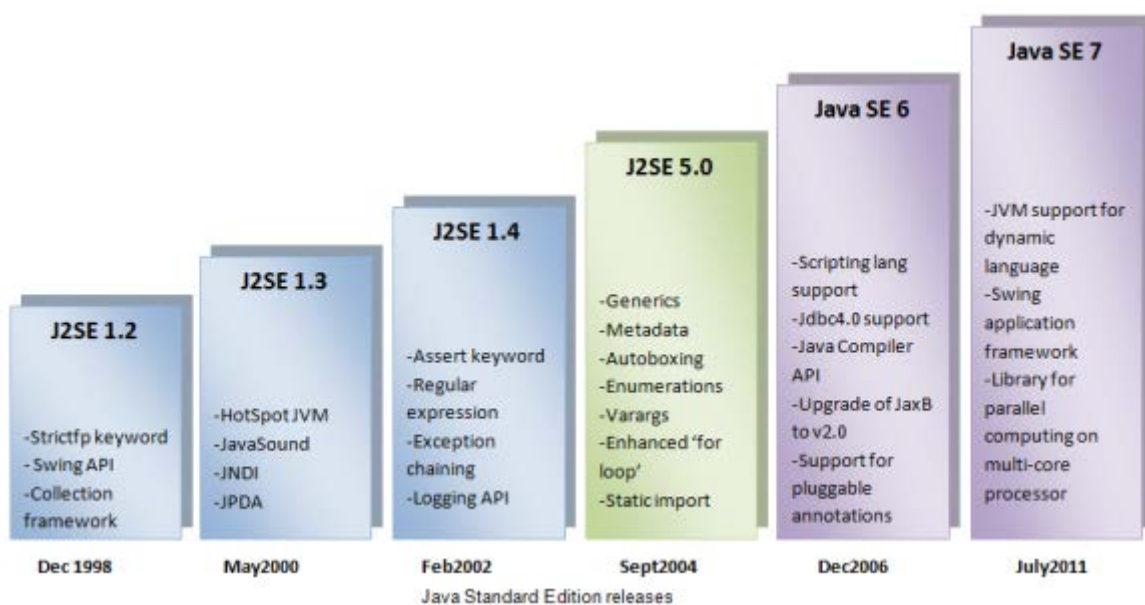 J2SE 1.2
-Strictfp keyword
- Swing API
-Collection
framework
Dec 1998
J2SE 1.3
-HotSpot JVM
-JavaSound
-JNDI
-JPDA
May2000
J2SE 1.4
-Assert keyword
-Regular
expression
-Exception
chaining
-Logging API
Feb2002
J2SE 5.0
-Generics
-Metadata
-Autoboxing
-Enumerations
-Varargs
-Enhanced ‘for
loop’
-Static import
Sept2004
Java SE 6
-Scripting lang
support
-Jdbc4.0 support
-Java Compiler
API
-Upgrade of JaxB
to v2.0
-Support for
pluggable
annotations
Dec2006
Java SE 7
-JVM support for
dynamic
language
-Swing
application
framework
-Library for
parallel
computing on
multi-core
processor
July2011
Java Standard Edition releases